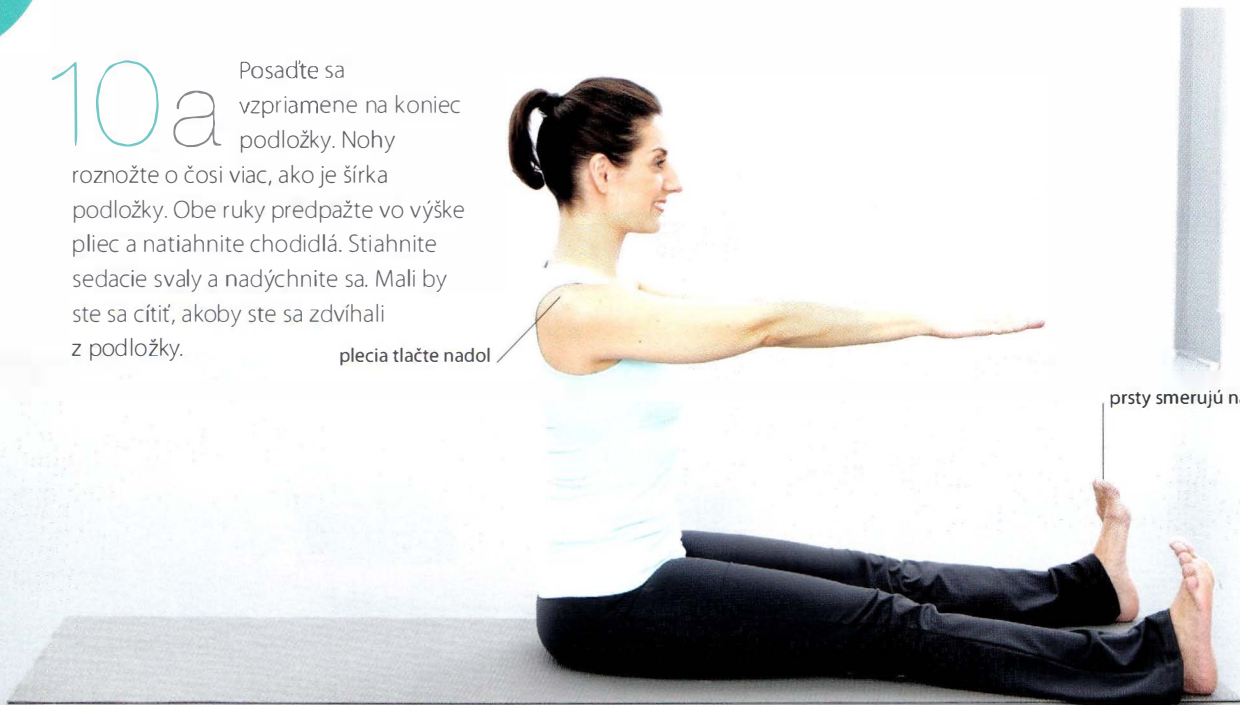 10a Posaďte sa
vzpriamene na koniec
podložky. Nohy
roznožte o čosi viac, ako je šírka
podložky. Obe ruky predpažte vo výške
pliec a natiahnite chodidlá. Stiahnite
sedacie svaly a nadýchnite sa. Mali by
ste sa cítiť, akoby ste sa zdvíhali
z podložky.
plecia tlačte nadol
prsty smerujú